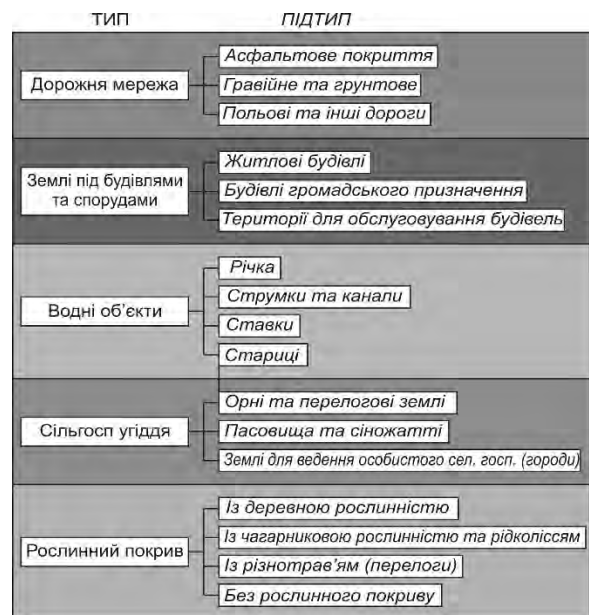 ТИП
ПІДТИП
Дорожня мережа
Асфальтове покриття
Гравійне та грунтове
Польові та інші дороги
Землі під будівлями
та спорудами
Житлові будівлі
Будівлі громадського призначення
Території для обслуговування будівель
Водні об’єкти
Річка
Струмки та канали
Ставки
Стариці
Сільгосп угіддя
Орні та перелогові землі
Пасовища та сіножатті
Землі для ведення особистого сел. госп. (городи)
Рослинний покрив
Із деревною рослинністю
Із чагарниковою рослинністю та рідколіссям
Із різнотрав’ям (перелоги)
Без рослинного покриву